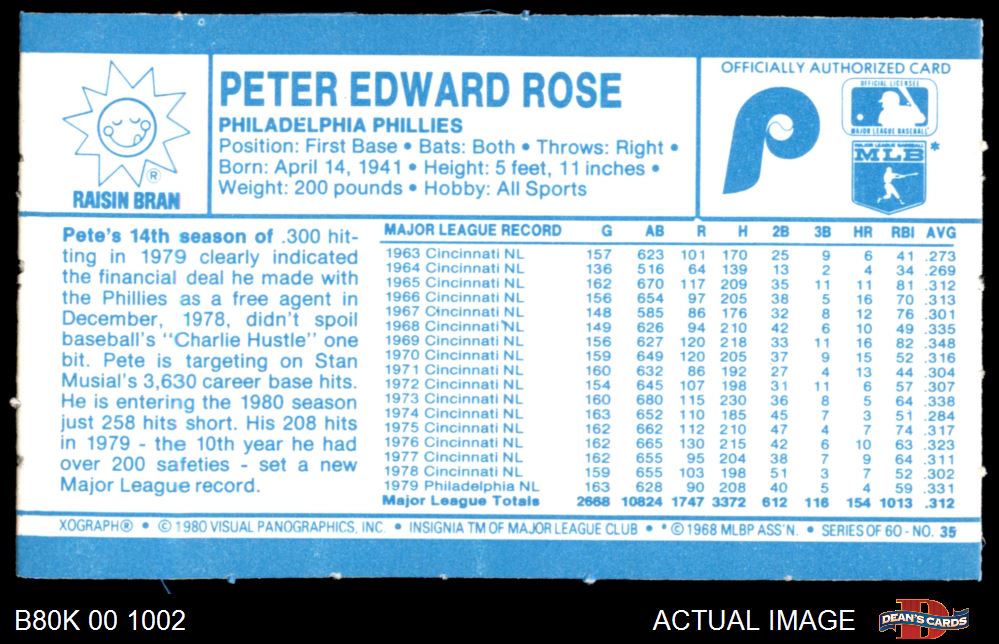 RAISIN BRAN
®
PETER EDWARD ROSE
PHILADELPHIA PHILLIES
Position: First Base • Bats: Both • Throws: Right •
Born: April 14, 1941 • Height: 5 feet, 11 inches •
Weight: 200 pounds • Hobby: All Sports
OFFICIALLY AUTHORIZED CARD
OFFICIAL LICENSEE
MAJOR LEAGUE BASEBALL
MAJOR LEAGUE BASEBALL
MLB *
Pete's 14th season of .300 hit-
ting in 1979 clearly indicated
the financial deal he made with
the Phillies as a free agent in
December, 1978, didn't spoil
baseball's "Charlie Hustle" one
bit. Pete is targeting on Stan
Musial's 3,630 career base hits.
He is entering the 1980 season
just 258 hits short. His 208 hits
in 1979 - the 10th year he had
over 200 safeties - set a new
Major League record.
MAJOR LEAGUE RECORD G AB R H 2B 3B HR RBI AVG
1963 Cincinnati NL 157 623 101 170 25 9 6 41 .273
1964 Cincinnati NL 136 516 64 139 13 2 4 34 .269
1965 Cincinnati NL 162 670 117 209 35 11 11 81 .312
1966 Cincinnati NL 156 654 97 205 38 5 16 70 .313
1967 Cincinnati NL 148 585 86 176 32 8 12 76 .301
1968 Cincinnati NL 149 626 94 210 42 6 10 49 .335
1969 Cincinnati NL 156 627 120 218 33 11 16 82 .348
1970 Cincinnati NL 159 649 120 205 37 9 15 52 .316
1971 Cincinnati NL 160 632 86 192 27 4 13 44 .304
1972 Cincinnati NL 154 645 107 198 31 11 6 57 .307
1973 Cincinnati NL 160 680 115 230 36 8 5 64 .338
1974 Cincinnati NL 163 652 110 185 45 7 3 51 .284
1975 Cincinnati NL 162 662 112 210 47 4 7 74 .317
1976 Cincinnati NL 162 665 130 215 42 6 10 63 .323
1977 Cincinnati NL 162 655 95 204 38 7 9 64 .311
1978 Cincinnati NL 159 655 103 198 51 3 7 52 .302
1979 Philadelphia NL 163 628 90 208 40 5 4 59 .331
Major League Totals 2668 10824 1747 3372 612 116 154 1013 .312
XOGRAPH® • © 1980 VISUAL PANOGRAPHICS, INC. • INSIGNIA TM OF MAJOR LEAGUE CLUB • * © 1968 MLBP ASS'N. • SERIES OF 60 - NO. 35
B80K 00 1002
ACTUAL IMAGE
DEAN'S CARDS